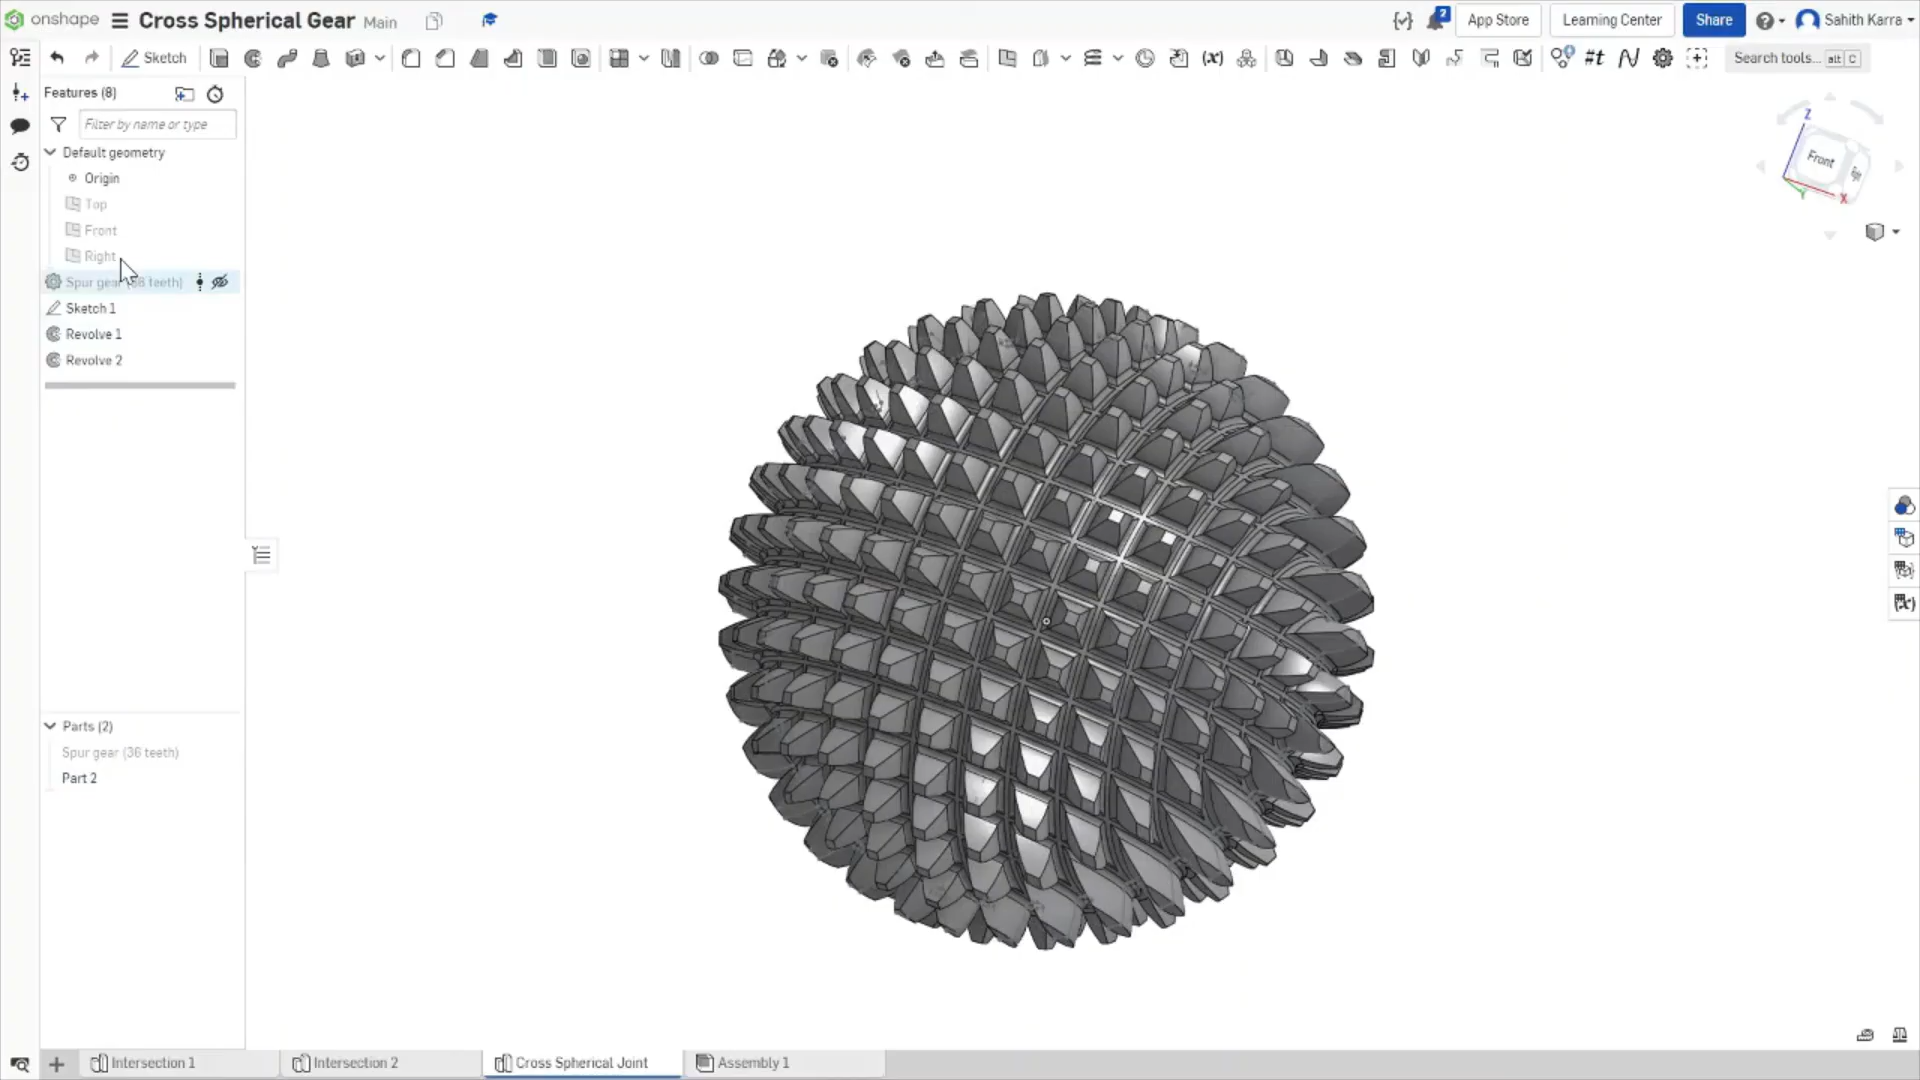 onshape
Cross Spherical Gear Main
2
App Store
Learning Center
Share
Sahith Karra
Sketch
(x)
#t
Search tools... alt C
Features (8)
Filter by name or type
Default geometry
Origin
Top
Front
Right
Spur gear (36 teeth)
Sketch 1
Revolve 1
Revolve 2
Parts (2)
Spur gear (36 teeth)
Part 2
Z
Front
X
Intersection 1
Intersection 2
Cross Spherical Joint
Assembly 1